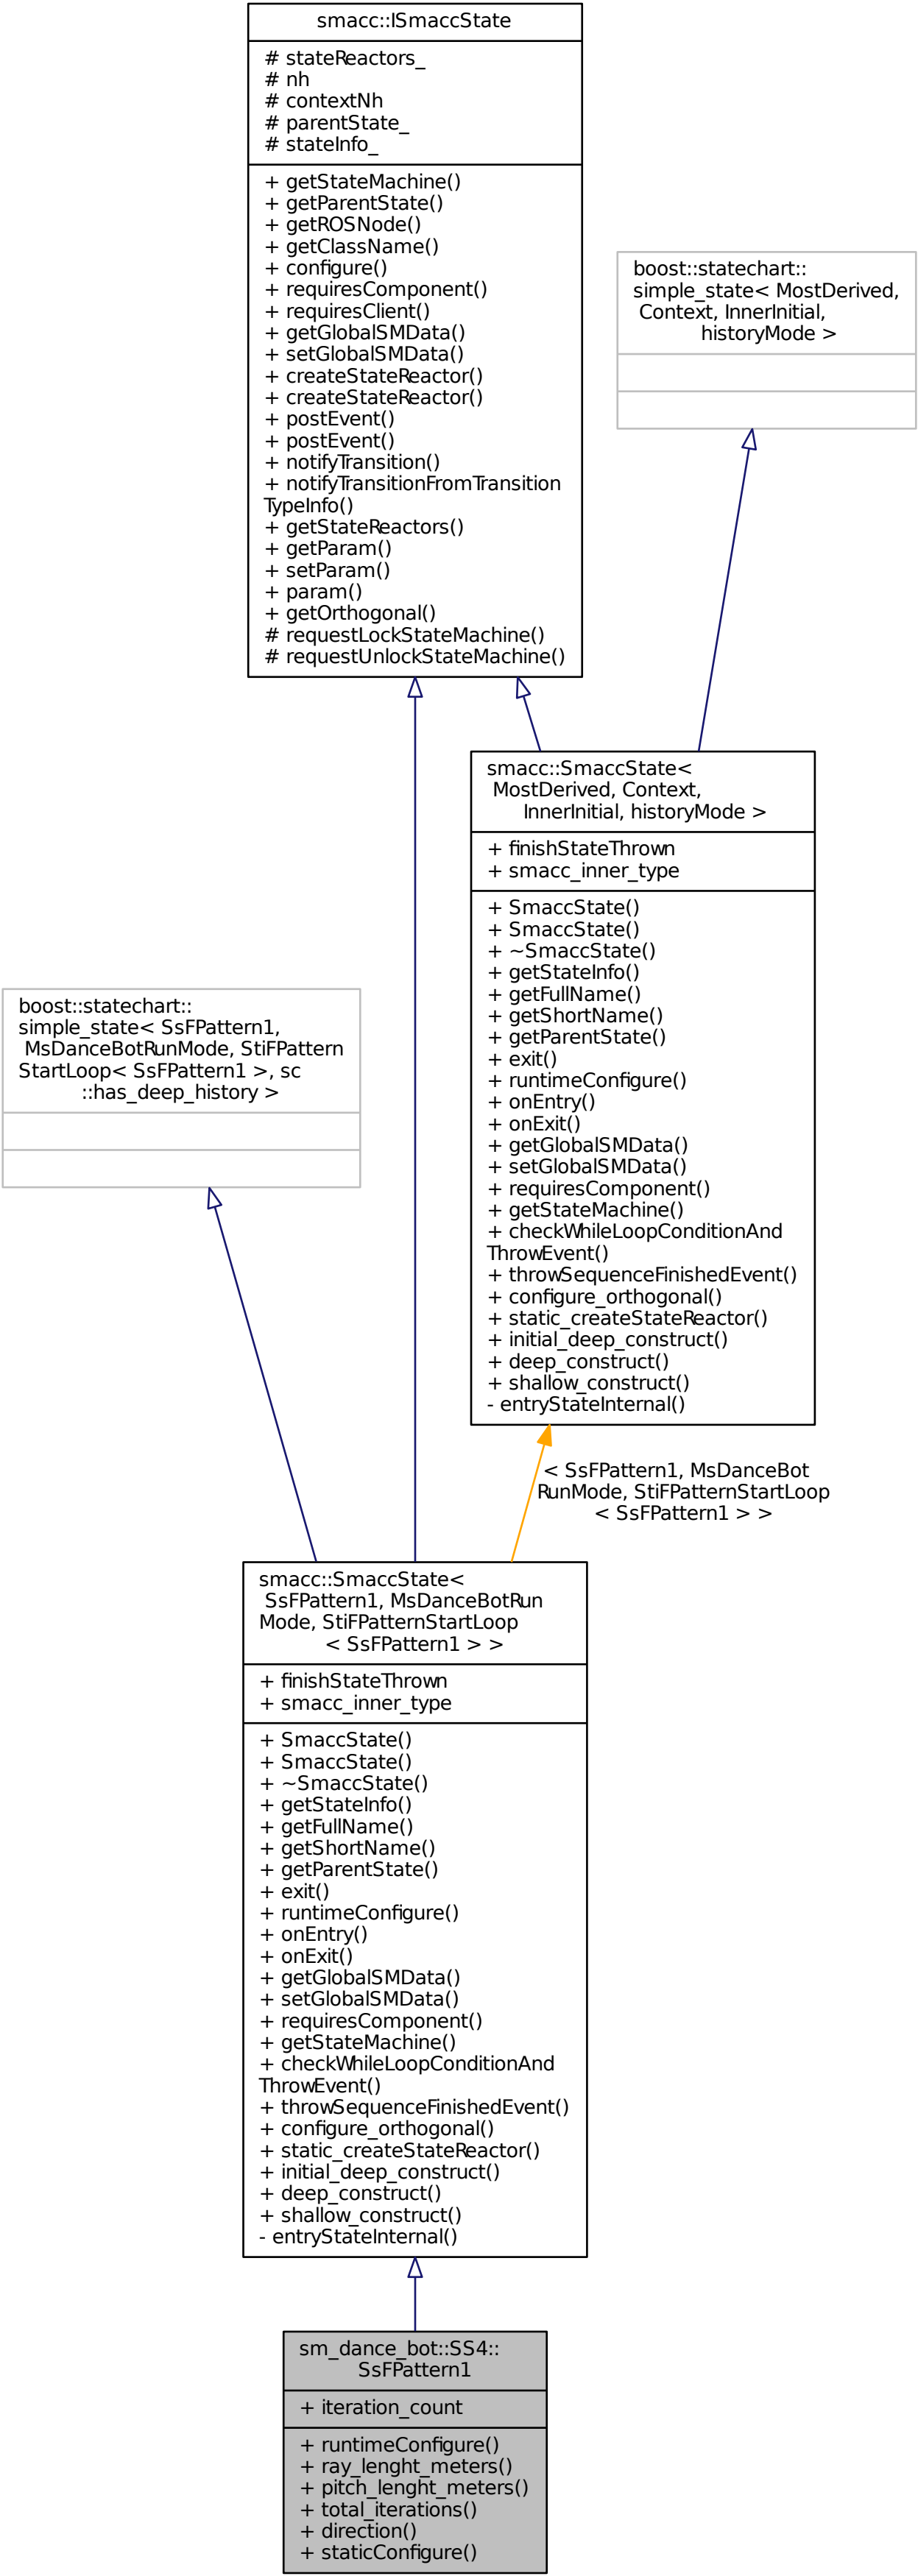 smacc::ISmaccState
# stateReactors_
# nh
# contextNh
# parentState_
# stateInfo_
+ getStateMachine()
+ getParentState()
+ getROSNode()
+ getClassName()
+ configure()
+ requiresComponent()
+ requiresClient()
+ getGlobalSMData()
+ setGlobalSMData()
+ createStateReactor()
+ createStateReactor()
+ postEvent()
+ postEvent()
+ notifyTransition()
+ notifyTransitionFromTransition
TypeInfo()
+ getStateReactors()
+ getParam()
+ setParam()
+ param()
+ getOrthogonal()
# requestLockStateMachine()
# requestUnlockStateMachine()
boost::statechart::
simple_state< MostDerived,
Context, InnerInitial,
historyMode >
smacc::SmaccState<
MostDerived, Context,
InnerInitial, historyMode >
+ finishStateThrown
+ smacc_inner_type
+ SmaccState()
+ SmaccState()
+ ~SmaccState()
+ getStateInfo()
+ getFullName()
+ getShortName()
+ getParentState()
+ exit()
+ runtimeConfigure()
+ onEntry()
+ onExit()
+ getGlobalSMData()
+ setGlobalSMData()
+ requiresComponent()
+ getStateMachine()
+ checkWhileLoopConditionAnd
ThrowEvent()
+ throwSequenceFinishedEvent()
+ configure_orthogonal()
+ static_createStateReactor()
+ initial_deep_construct()
+ deep_construct()
+ shallow_construct()
- entryStateInternal()
boost::statechart::
simple_state< SsFPattern1,
MsDanceBotRunMode, StiFPattern
StartLoop< SsFPattern1 >, sc
::has_deep_history >
< SsFPattern1, MsDanceBot
RunMode, StiFPatternStartLoop
< SsFPattern1 > >
smacc::SmaccState<
SsFPattern1, MsDanceBotRun
Mode, StiFPatternStartLoop
< SsFPattern1 > >
+ finishStateThrown
+ smacc_inner_type
+ SmaccState()
+ SmaccState()
+ ~SmaccState()
+ getStateInfo()
+ getFullName()
+ getShortName()
+ getParentState()
+ exit()
+ runtimeConfigure()
+ onEntry()
+ onExit()
+ getGlobalSMData()
+ setGlobalSMData()
+ requiresComponent()
+ getStateMachine()
+ checkWhileLoopConditionAnd
ThrowEvent()
+ throwSequenceFinishedEvent()
+ configure_orthogonal()
+ static_createStateReactor()
+ initial_deep_construct()
+ deep_construct()
+ shallow_construct()
- entryStateInternal()
sm_dance_bot::SS4::
SsFPattern1
+ iteration_count
+ runtimeConfigure()
+ ray_lenght_meters()
+ pitch_lenght_meters()
+ total_iterations()
+ direction()
+ staticConfigure()